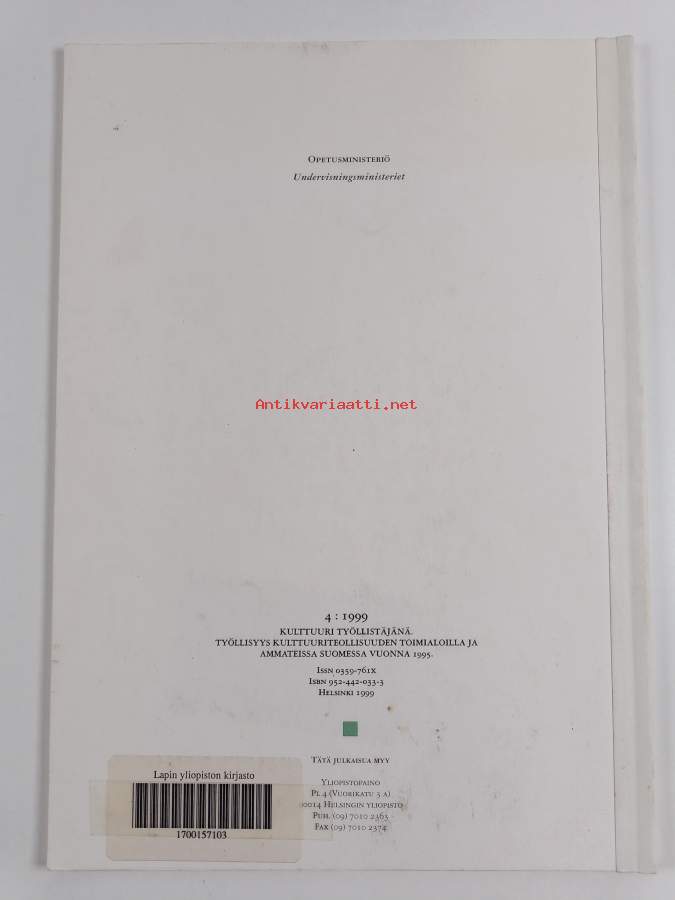 Opetusministeriö
Undervisningsministeriet
Antikvariaatti.net
4 : 1999
KULTTUURI TYÖLLISTÄJÄNÄ.
TYÖLLISYYS KULTTUURITEOLLISUUDEN TOIMIALOILLA JA
AMMATEISSA SUOMESSA VUONNA 1995.
ISSN 0359-761X
ISBN 952-442-033-3
HELSINKI 1999
TÄTÄ JULKAISUA MYY
YLIOPISTOPAINO
PL 4 (VUORIKATU 3 A)
00014 HELSINGIN YLIOPISTO
PUH. (09) 7010 2363
FAX (09) 7010 2374
Lapin yliopiston kirjasto
1700157103